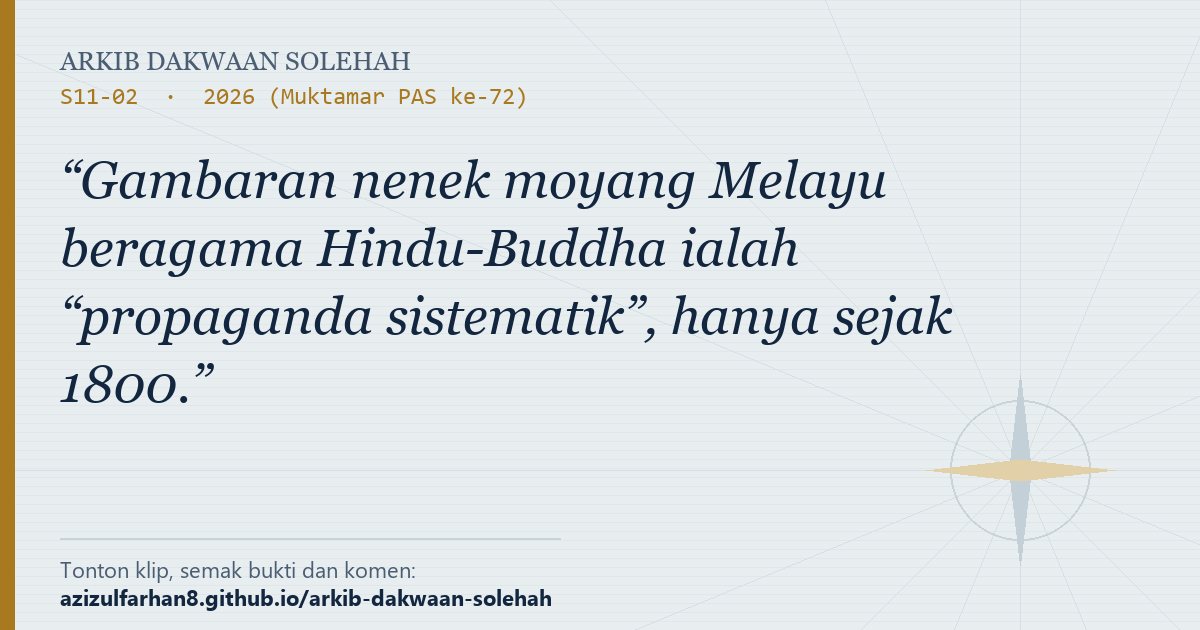 ARKIB DAKWAAN SOLEHAH
S11-02 · 2026 (Muktamar PAS ke-72)
“Gambaran nenek moyang Melayu
beragama Hindu-Buddha ialah
“propaganda sistematik”, hanya sejak
1800.”
Tonton klip, semak bukti dan komen:
azizulfarhan8.github.io/arkib-dakwaan-solehah